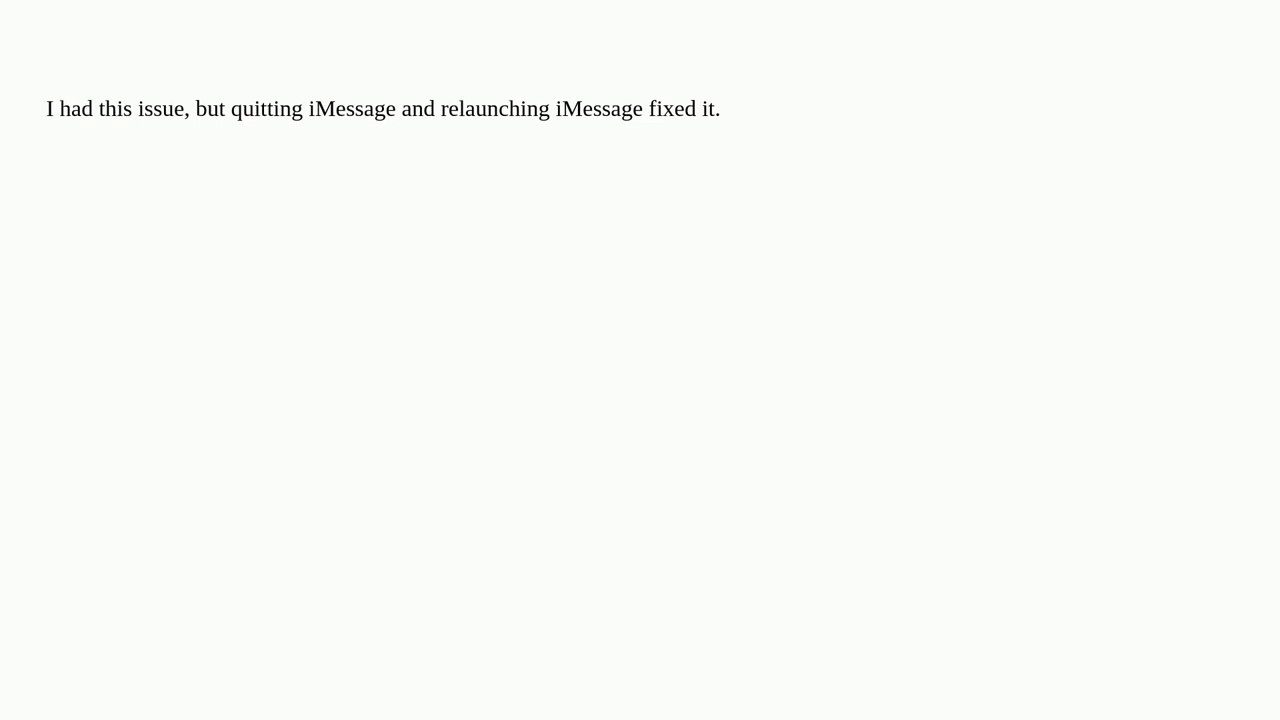 I had this issue, but quitting iMessage and relaunching iMessage fixed it.